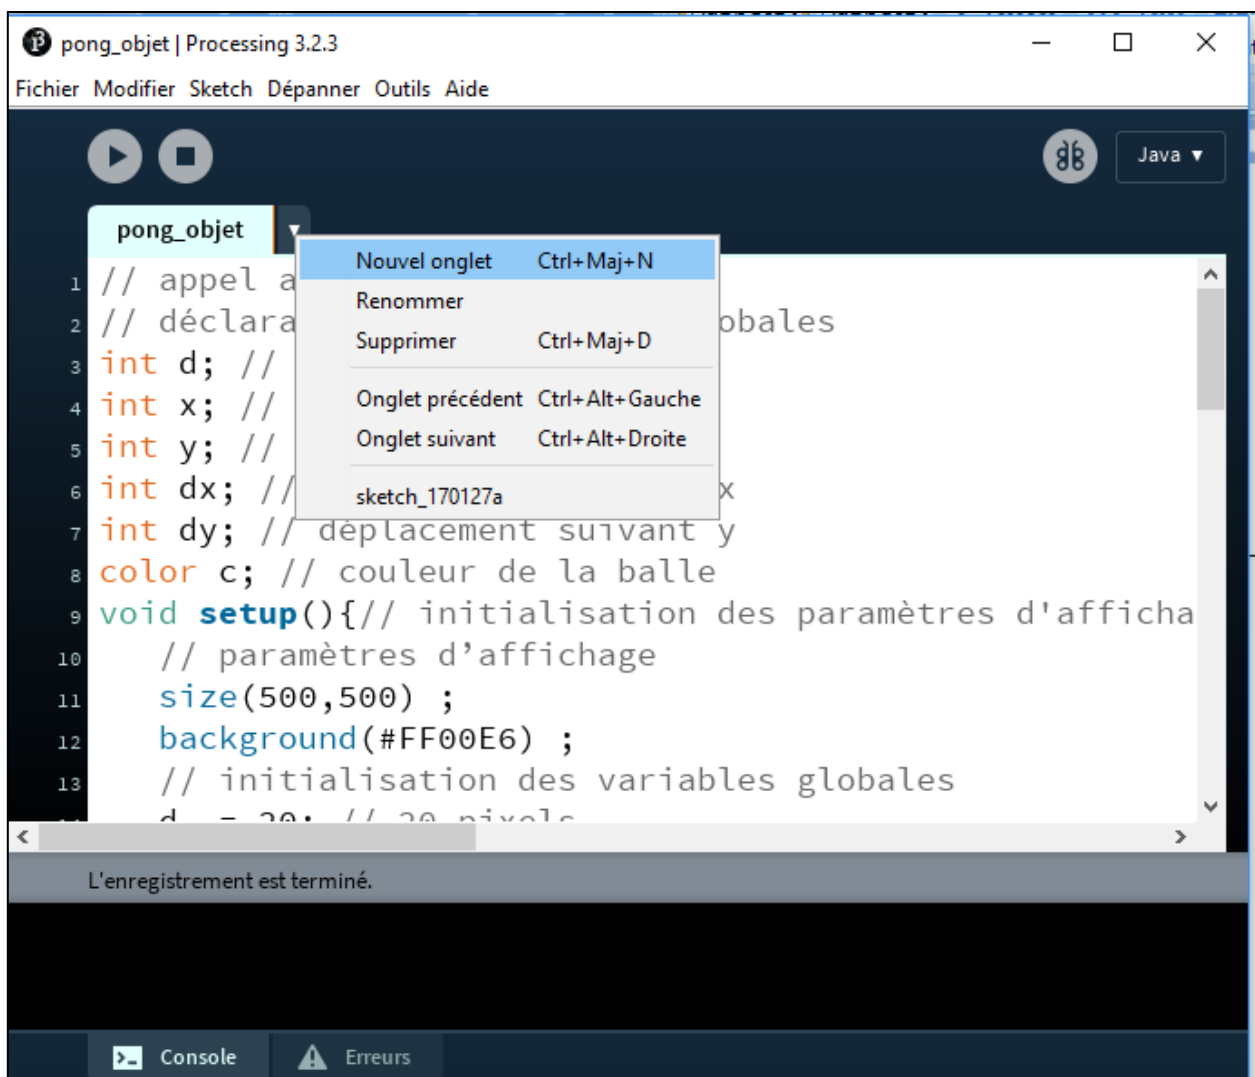 pong_objet | Processing 3.2.3
Fichier Modifier Sketch Dépanner Outils Aide
Java ▼
pong_objet ▼
Nouvel onglet Ctrl+Maj+N
Renommer
Supprimer Ctrl+Maj+D
Onglet précédent Ctrl+Alt+Gauche
Onglet suivant Ctrl+Alt+Droite
sketch_170127a
1 // appel a
2 // déclara obales
3 int d; //
4 int x; //
5 int y; //
6 int dx; // x
7 int dy; // déplacement suivant y
8 color c; // couleur de la balle
9 void setup(){// initialisation des paramètres d'afficha
10 // paramètres d’affichage
11 size(500,500) ;
12 background(#FF00E6) ;
13 // initialisation des variables globales
d = 20; // 20 pixels
L'enregistrement est terminé.
Console Erreurs